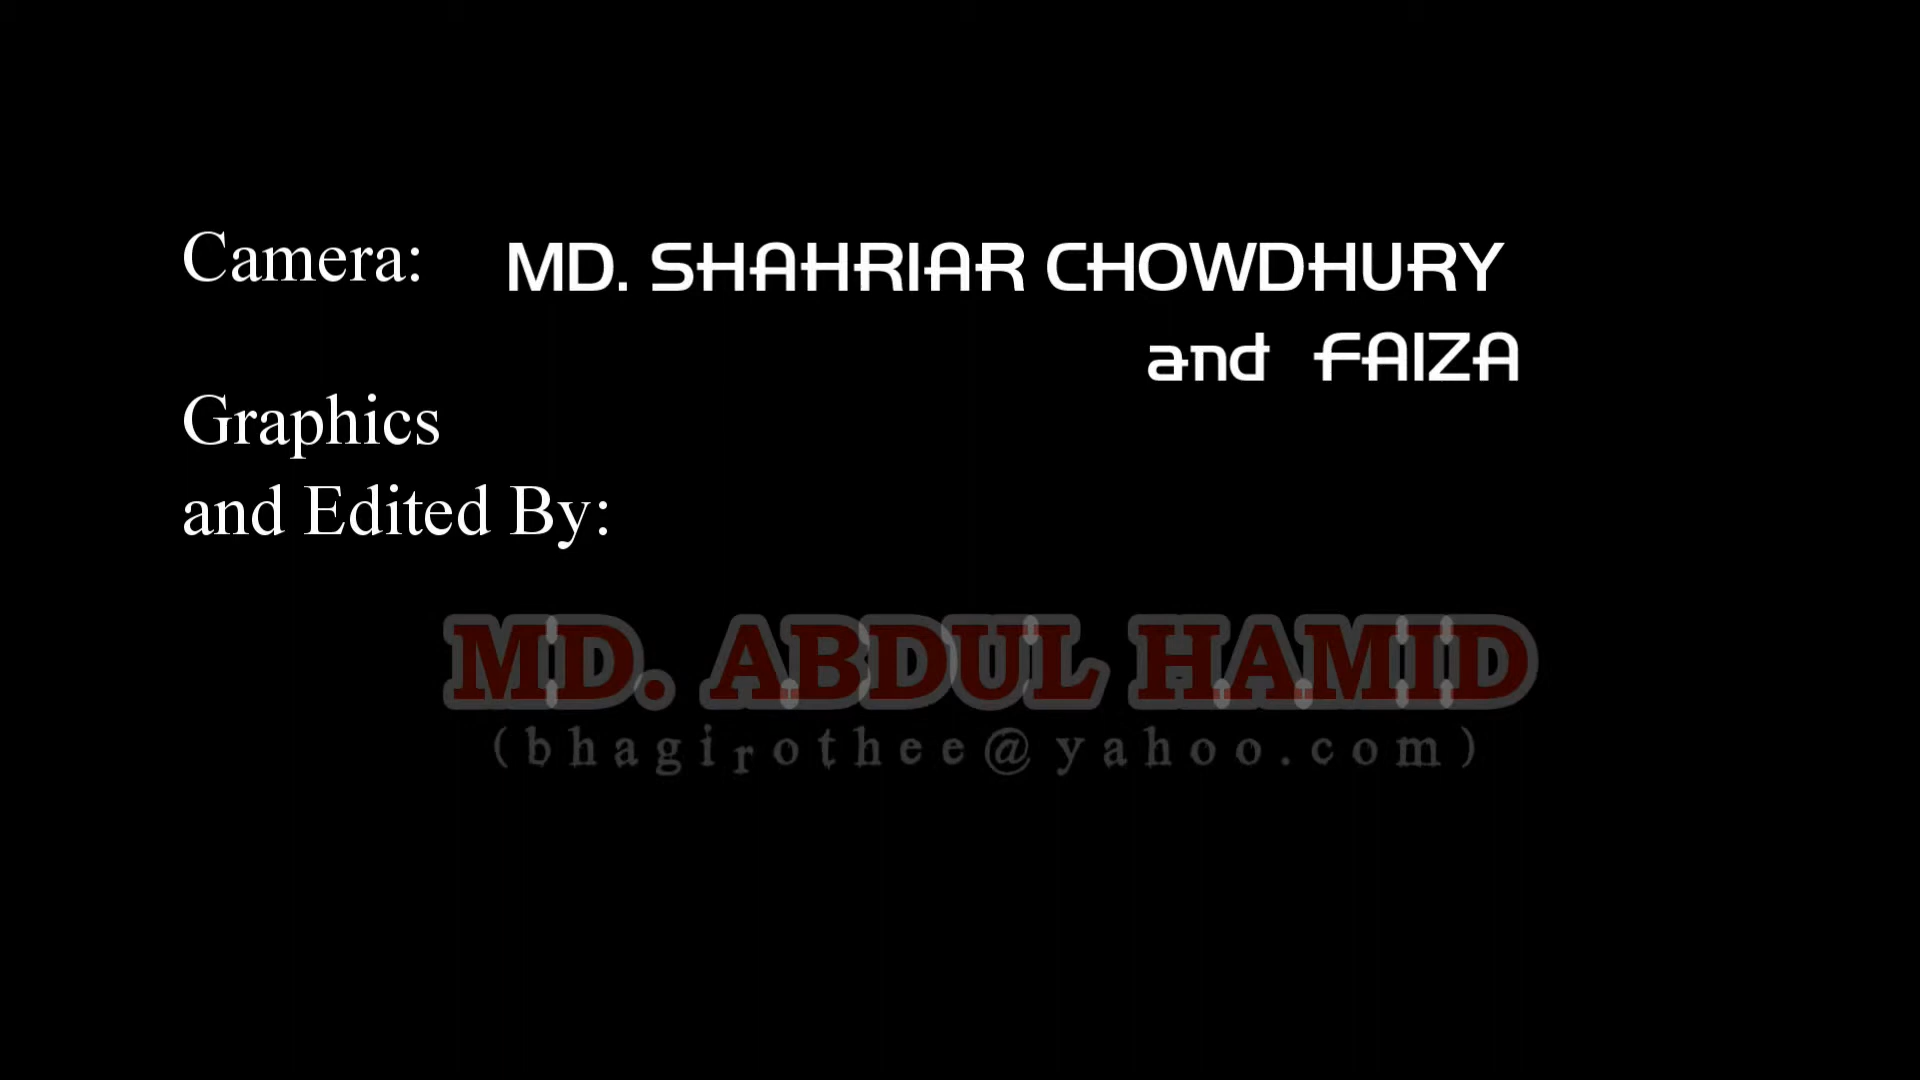 Camera: MD. SHAHRIAR CHOWDHURY
and FAIZA
Graphics
and Edited By:
MD. ABDUL HAMID
(bhagirothee@yahoo.com)